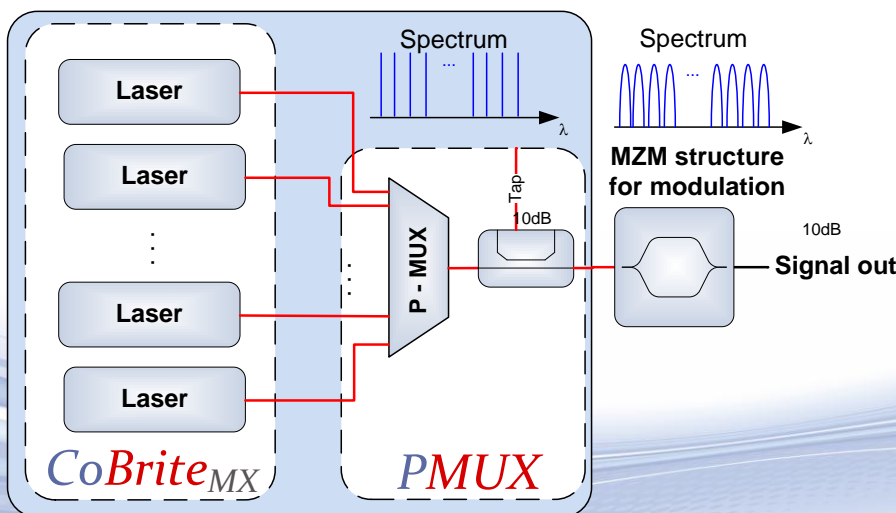 Spectrum
...
λ
Spectrum
...
λ
Laser
Laser
Laser
Laser
CoBriteMX
P - MUX
Tap
10dB
PMUX
MZM structure
for modulation
10dB
Signal out